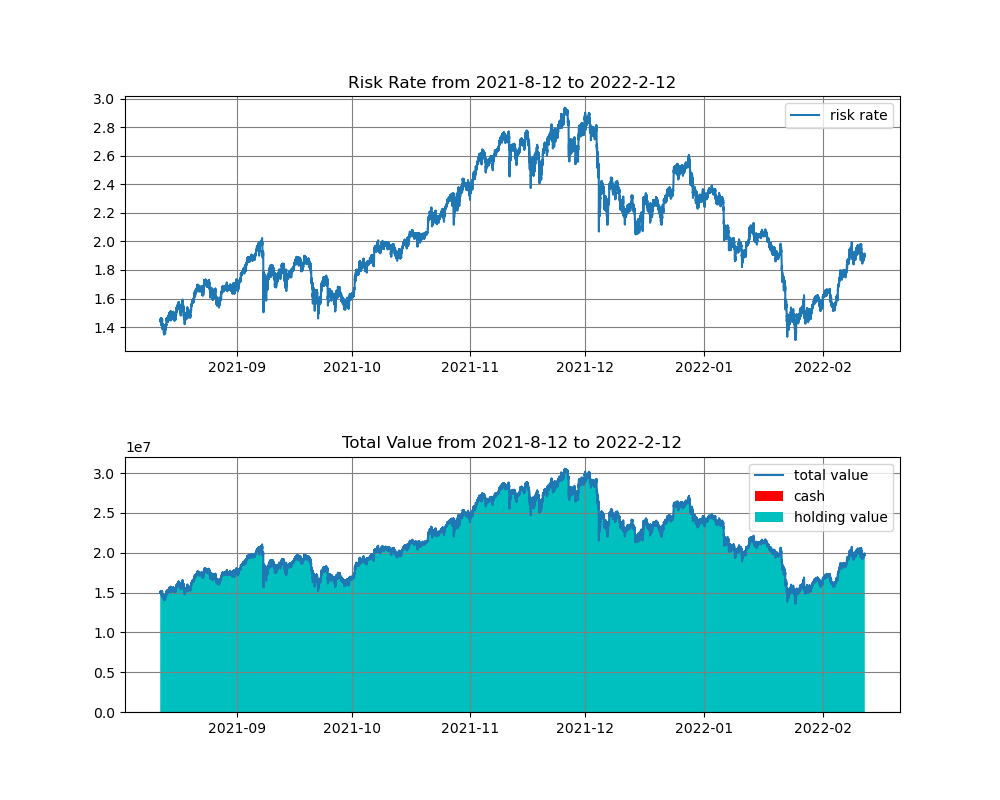 Risk Rate from 2021-8-12 to 2022-2-12
3.0
2.8
2.6
2.4
2.2
2.0
1.8
1.6
1.4
risk rate
2021-09 2021-10 2021-11 2021-12 2022-01 2022-02
Total Value from 2021-8-12 to 2022-2-12
1e7
3.0
2.5
2.0
1.5
1.0
0.5
0.0
total value
cash
holding value
2021-09 2021-10 2021-11 2021-12 2022-01 2022-02